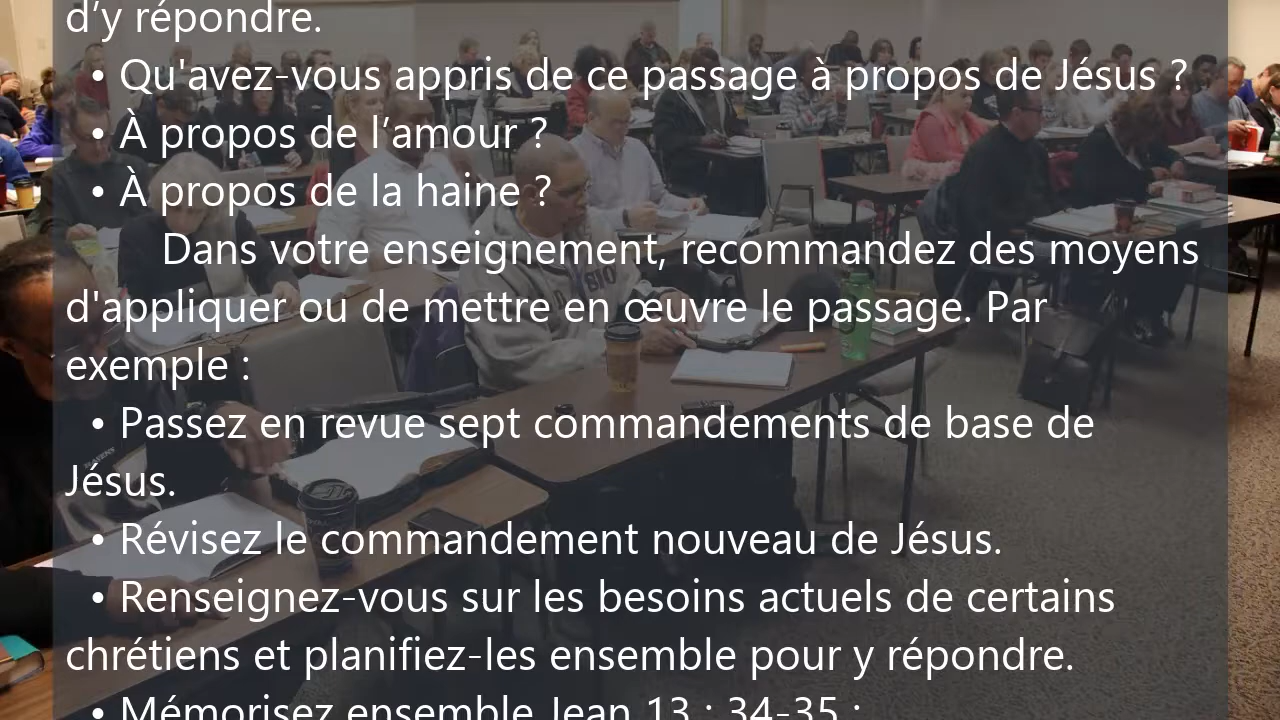 d’y répondre.
• Qu'avez-vous appris de ce passage à propos de Jésus ?
• À propos de l’amour ?
• À propos de la haine ?
Dans votre enseignement, recommandez des moyens
d'appliquer ou de mettre en œuvre le passage. Par
exemple :
• Passez en revue sept commandements de base de
Jésus.
• Révisez le commandement nouveau de Jésus.
• Renseignez-vous sur les besoins actuels de certains
chrétiens et planifiez-les ensemble pour y répondre.
• Mémorisez ensemble Jean 13 : 34-35 :